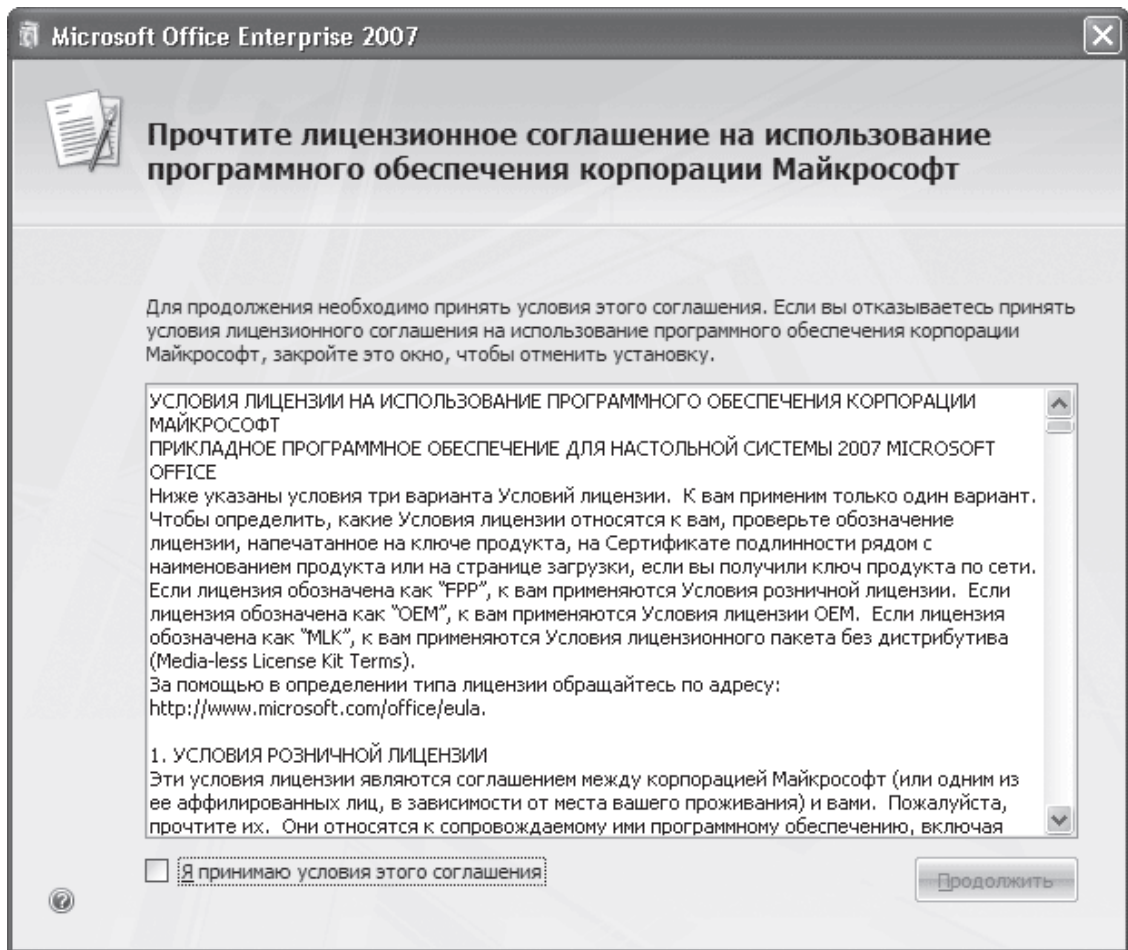 Microsoft Office Enterprise 2007
Прочтите лицензионное соглашение на использование
программного обеспечения корпорации Майкрософт
Для продолжения необходимо принять условия этого соглашения. Если вы отказываетесь принять
условия лицензионного соглашения на использование программного обеспечения корпорации
Майкрософт, закройте это окно, чтобы отменить установку.
УСЛОВИЯ ЛИЦЕНЗИИ НА ИСПОЛЬЗОВАНИЕ ПРОГРАММНОГО ОБЕСПЕЧЕНИЯ КОРПОРАЦИИ
МАЙКРОСОФТ
ПРИКЛАДНОЕ ПРОГРАММНОЕ ОБЕСПЕЧЕНИЕ ДЛЯ НАСТОЛЬНОЙ СИСТЕМЫ 2007 MICROSOFT
OFFICE
Ниже указаны условия три варианта Условий лицензии.  К вам применим только один вариант.
Чтобы определить, какие Условия лицензии относятся к вам, проверьте обозначение
лицензии, напечатанное на ключе продукта, на Сертификате подлинности рядом с
наименованием продукта или на странице загрузки, если вы получили ключ продукта по сети.
Если лицензия обозначена как “FPP”, к вам применяются Условия розничной лицензии.  Если
лицензия обозначена как “OEM”, к вам применяются Условия лицензии OEM.  Если лицензия
обозначена как “MLK”, к вам применяются Условия лицензионного пакета без дистрибутива
(Media-less License Kit Terms).
За помощью в определении типа лицензии обращайтесь по адресу:
http://www.microsoft.com/office/eula.
1. УСЛОВИЯ РОЗНИЧНОЙ ЛИЦЕНЗИИ
Эти условия лицензии являются соглашением между корпорацией Майкрософт (или одним из
ее аффилированных лиц, в зависимости от места вашего проживания) и вами.  Пожалуйста,
прочтите их.  Они относятся к сопровождаемому ими программному обеспечению, включая
Я принимаю условия этого соглашения
Продолжить